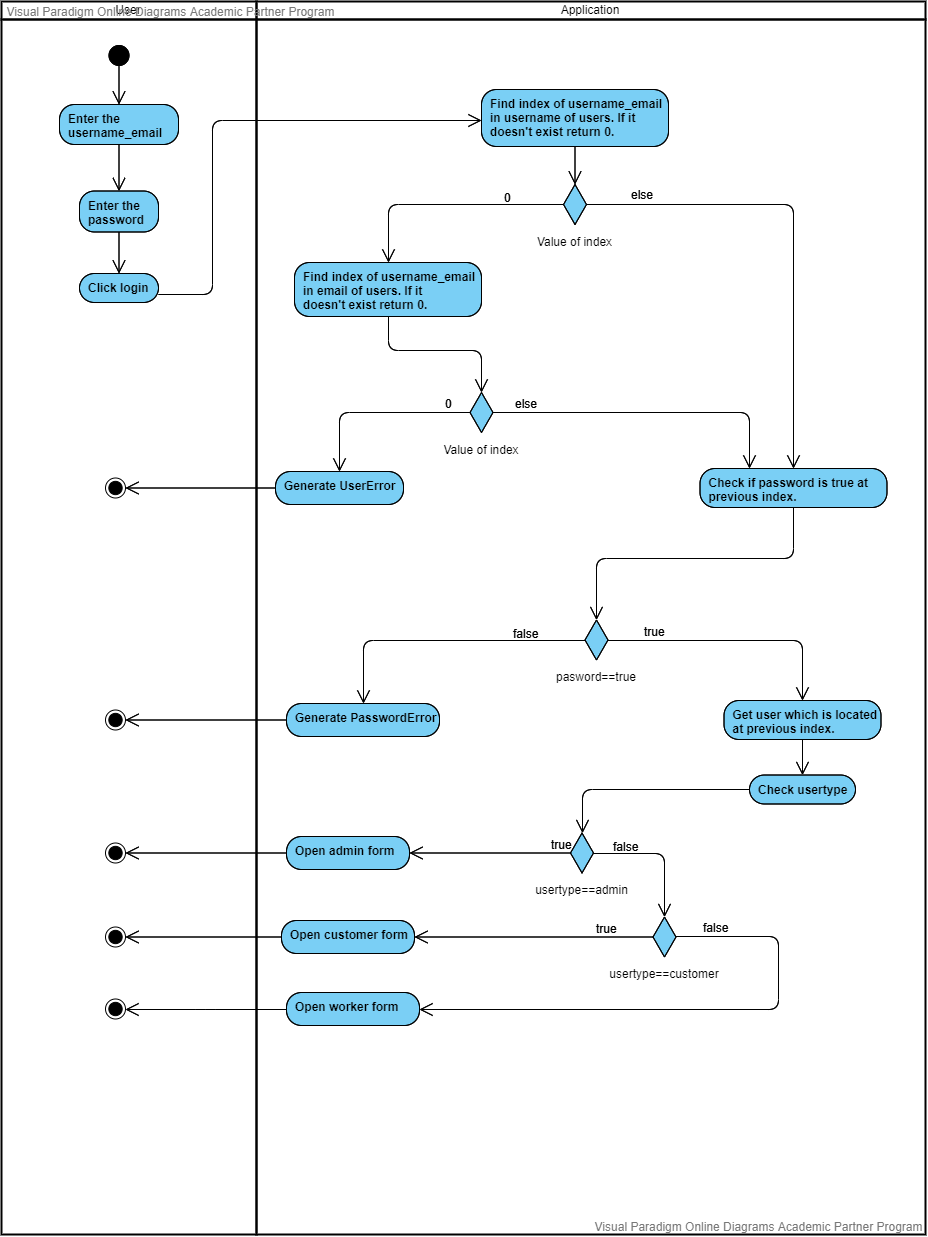 Visual Paradigm Online Diagrams Academic Partner Program
User
Application
Enter the
username_email
Find index of username_email
in username of users. If it
doesn't exist return 0.
Enter the
password
0
else
Value of index
Click login
Find index of username_email
in email of users. If it
doesn't exist return 0.
0
else
Value of index
Generate UserError
Check if password is true at
previous index.
false
true
pasword==true
Generate PasswordError
Get user which is located
at previous index.
Check usertype
Open admin form
true
false
usertype==admin
Open customer form
true
false
usertype==customer
Open worker form
Visual Paradigm Online Diagrams Academic Partner Program